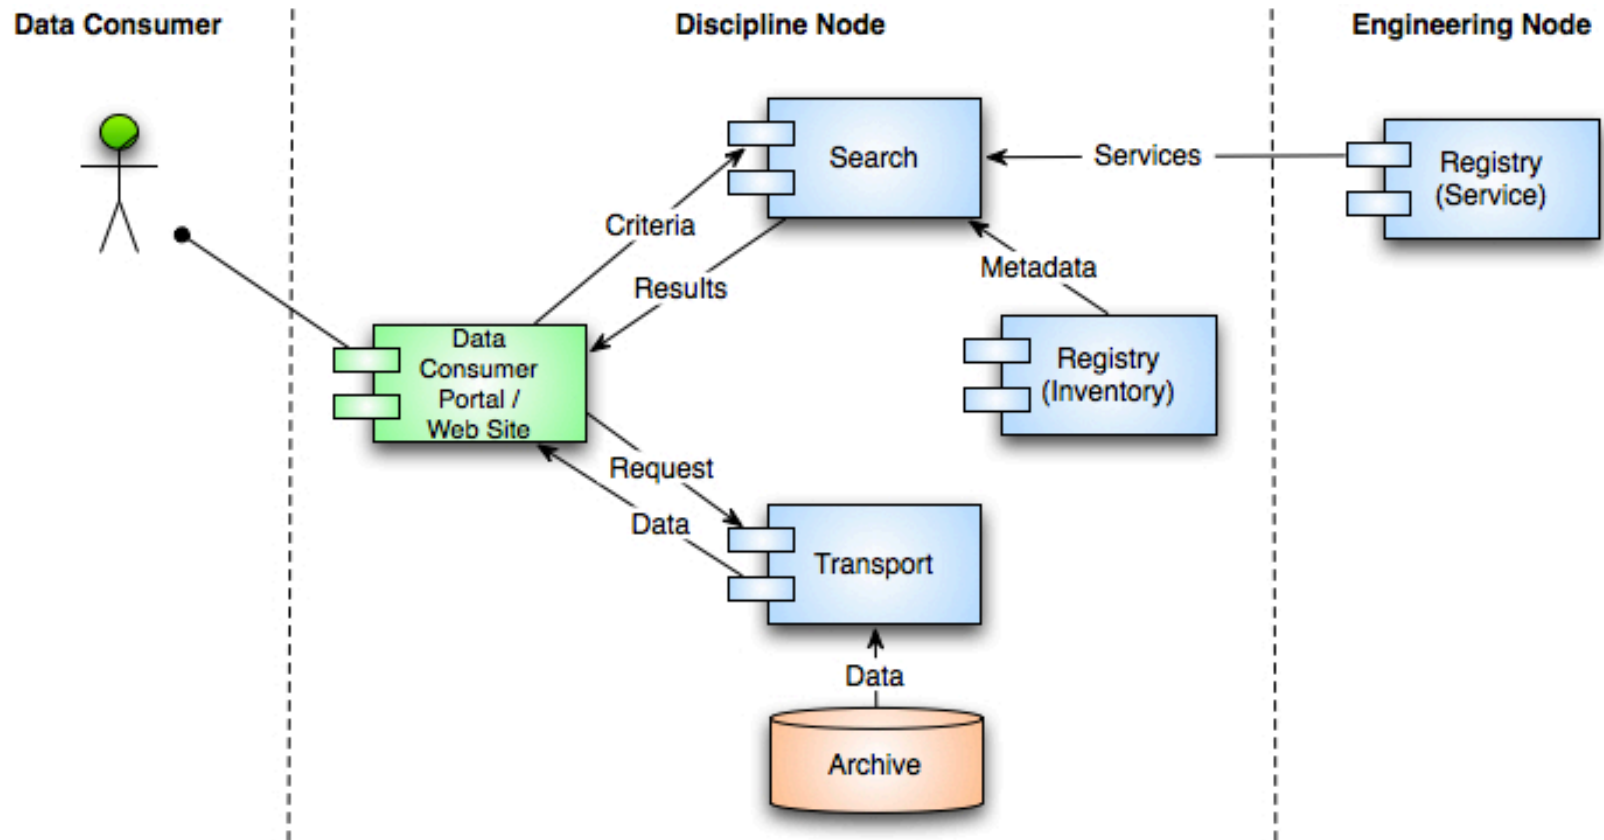 Data Consumer
Discipline Node
Engineering Node
Search
Services
Registry
(Service)
Criteria
Results
Metadata
Data
Consumer
Portal /
Web Site
Registry
(Inventory)
Request
Data
Transport
Data
Archive